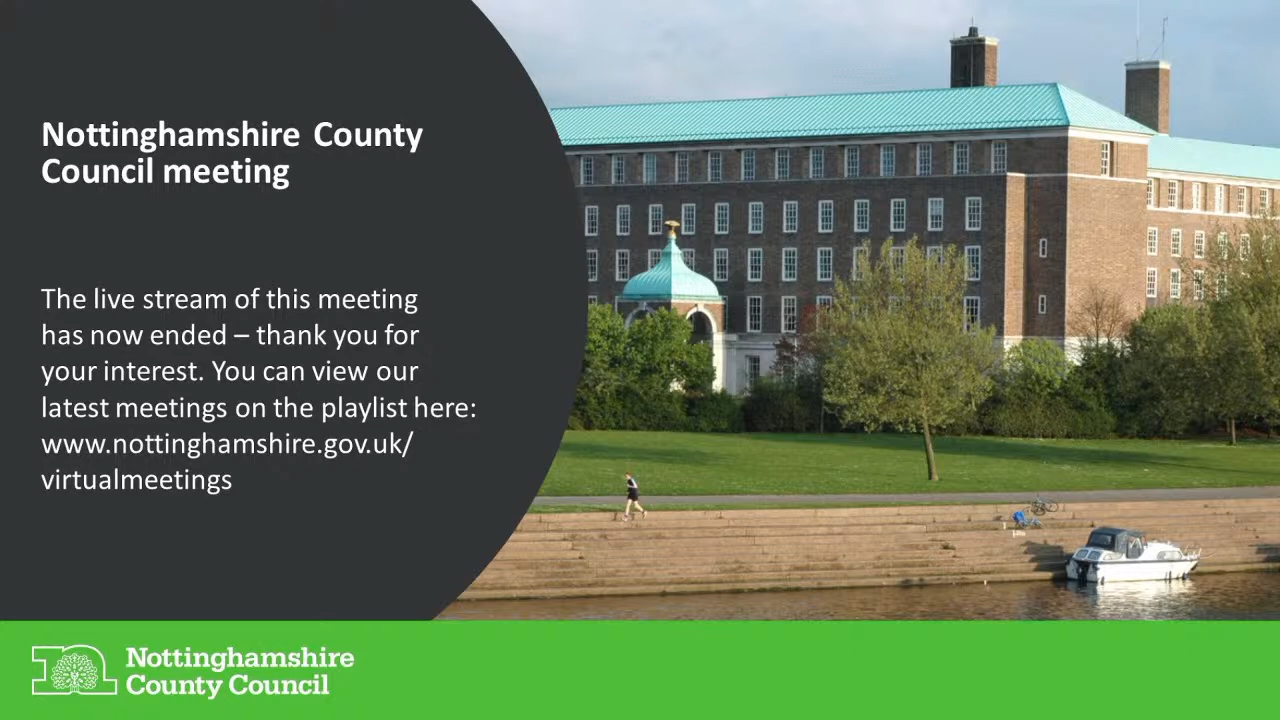 Nottinghamshire County
Council meeting
The live stream of this meeting
has now ended – thank you for
your interest. You can view our
latest meetings on the playlist here:
www.nottinghamshire.gov.uk/
virtualmeetings
Nottinghamshire
County Council